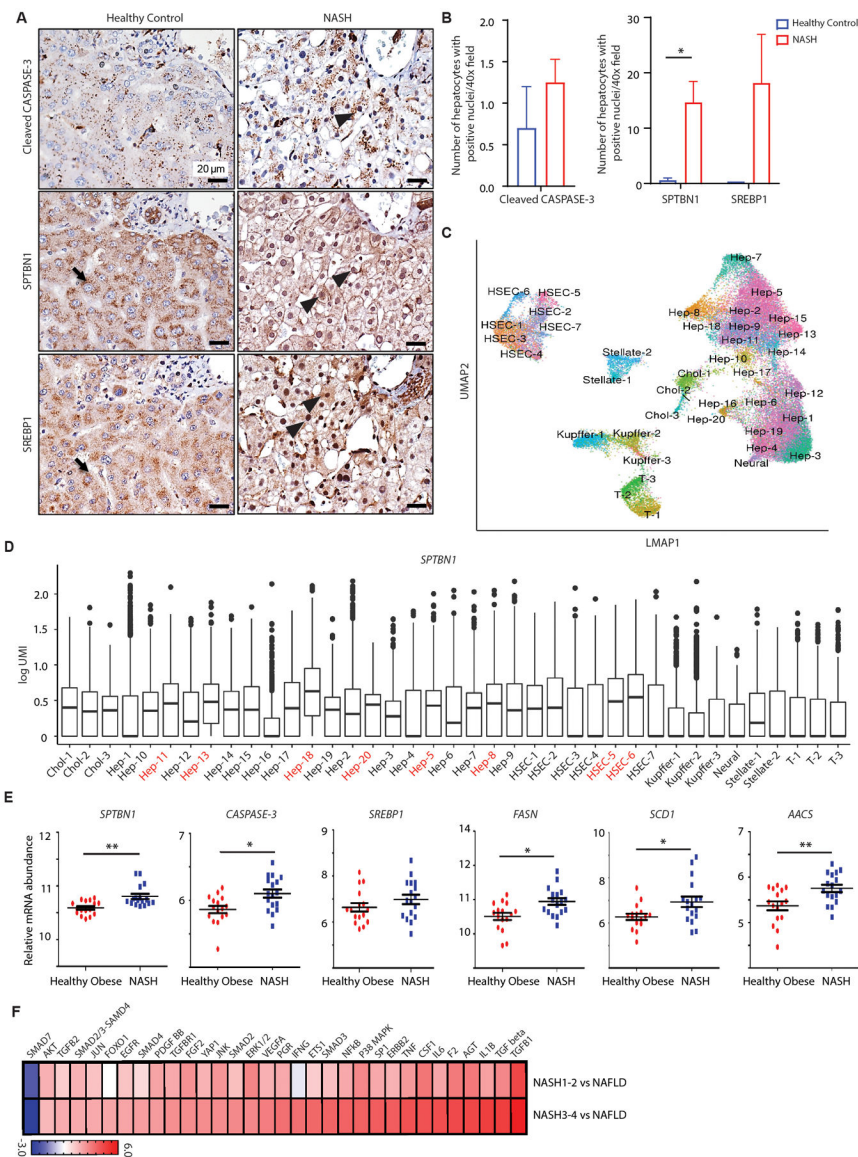 A
Healthy Control
NASH
Cleaved CASPASE-3
20 μm
SPTBN1
SREBP1
B
Healthy Control
NASH
Number of hepatocytes with
positive nuclei/40x field
2.0
1.5
1.0
0.5
0.0
Cleaved CASPASE-3
Number of hepatocytes with
positive nuclei/40x field
30
20
10
0
*
SPTBN1
SREBP1
C
UMAP2
LMAP1
HSEC-6
HSEC-5
HSEC-2
HSEC-1
HSEC-7
HSEC-3
HSEC-4
Stellate-2
Stellate-1
Hep-7
Hep-5
Hep-8
Hep-2
Hep-15
Hep-18
Hep-9
Hep-13
Hep-11
Hep-14
Hep-10
Chol-1
Hep-17
Chol-2
Hep-12
Hep-16
Hep-6
Chol-3
Hep-20
Hep-1
Kupffer-1
Kupffer-2
Hep-19
Hep-4
Hep-3
Kupffer-3
Neural
T-3
T-2
T-1
D
SPTBN1
log UMI
2.0
1.5
1.0
0.5
0
Chol-1
Chol-2
Chol-3
Hep-1
Hep-10
Hep-11
Hep-12
Hep-13
Hep-14
Hep-15
Hep-16
Hep-17
Hep-18
Hep-19
Hep-2
Hep-20
Hep-3
Hep-4
Hep-5
Hep-6
Hep-7
Hep-8
Hep-9
HSEC-1
HSEC-2
HSEC-3
HSEC-4
HSEC-5
HSEC-6
HSEC-7
Kupffer-1
Kupffer-2
Kupffer-3
Neural
Stellate-1
Stellate-2
T-1
T-2
T-3
E
Relative mRNA abundance
SPTBN1
**
12
11
10
Healthy Obese
NASH
CASPASE-3
*
7
6
5
Healthy Obese
NASH
SREBP1
9
8
7
6
5
Healthy Obese
NASH
FASN
*
13
12
11
10
9
Healthy Obese
NASH
SCD1
*
10
9
8
7
6
5
4
Healthy Obese
NASH
AACS
**
7
6
5
4
Healthy Obese
NASH
F
SMAD7
AKT
TGFB2
SMAD2/3-SAMD4
JUN
FOXO1
EGFR
SMAD4
PDGF BB
TGFBR1
FGF2
YAP1
JNK
SMAD2
ERK1/2
VEGFA
PGR
IFNG
ETS1
SMAD3
NFkB
P38 MAPK
SP1
ERBB2
TNF
CSF1
IL6
F2
AGT
IL1B
TGF beta
TGFB1
NASH1-2 vs NAFLD
NASH3-4 vs NAFLD
-3.0
6.0